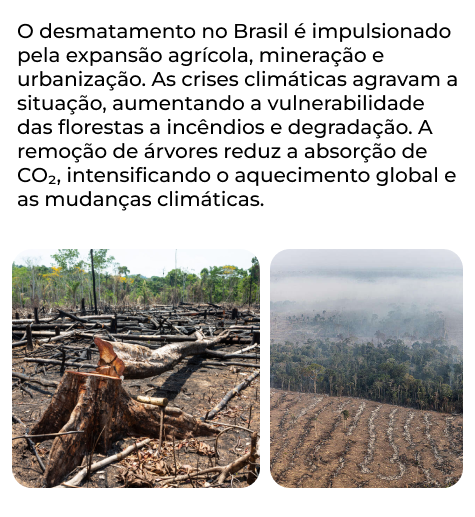 O desmatamento no Brasil é impulsionado
pela expansão agrícola, mineração e
urbanização. As crises climáticas agravam a
situação, aumentando a vulnerabilidade
das florestas a incêndios e degradação. A
remoção de árvores reduz a absorção de
CO₂, intensificando o aquecimento global e
as mudanças climáticas.